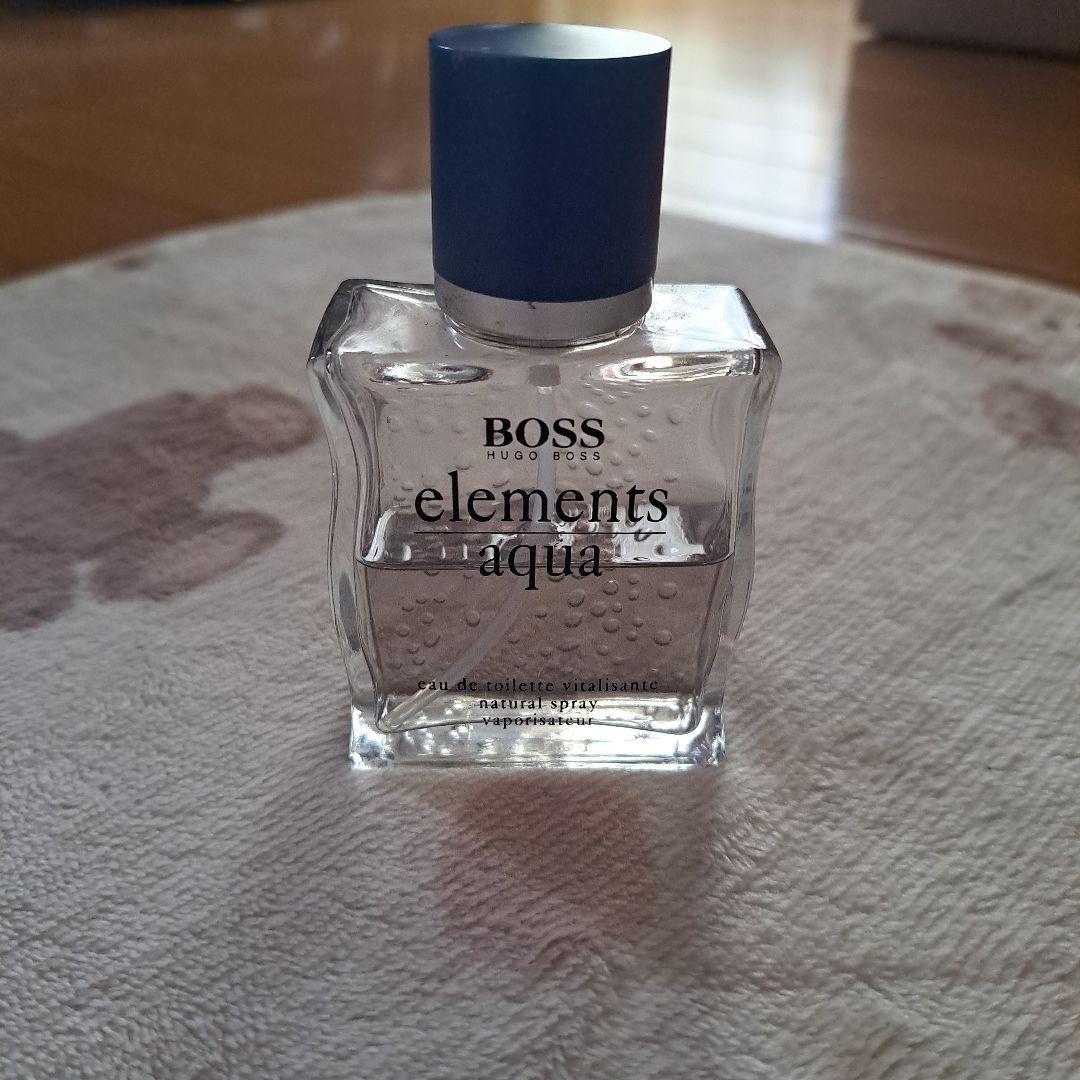 BOSS
HUGO BOSS
elements
aqua
eau de toilette vitalisante
natural spray
vaporisateur